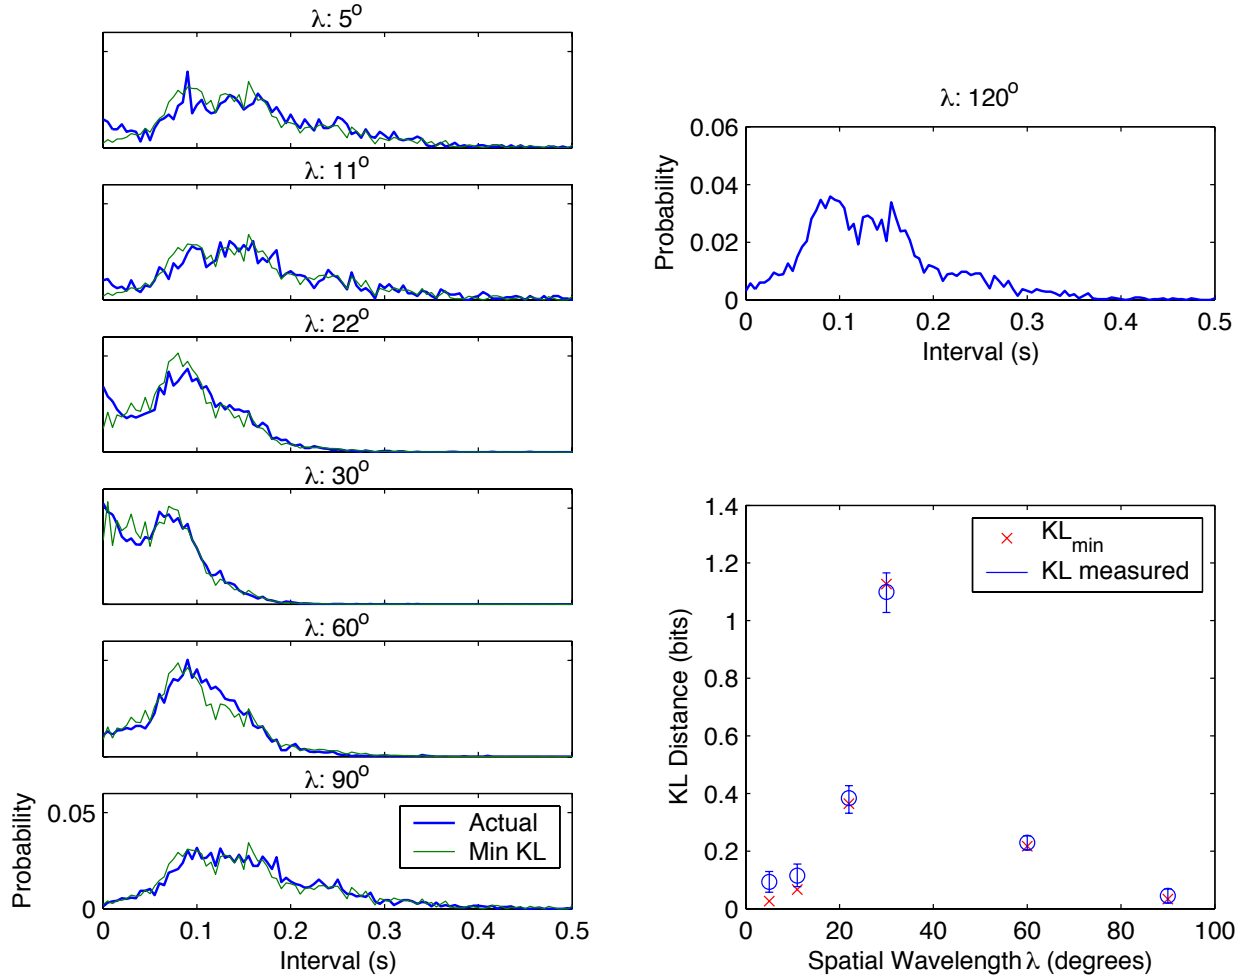 λ: 5°
λ: 11°
λ: 22°
λ: 30°
λ: 60°
λ: 90°
Probability
0.05
0
Actual
Min KL
0 0.1 0.2 0.3 0.4 0.5
Interval (s)
λ: 120°
Probability
0.06
0.04
0.02
0
0 0.1 0.2 0.3 0.4 0.5
Interval (s)
KL Distance (bits)
1.4
1.2
1
0.8
0.6
0.4
0.2
0
KL_min
KL measured
0 20 40 60 80 100
Spatial Wavelength λ (degrees)